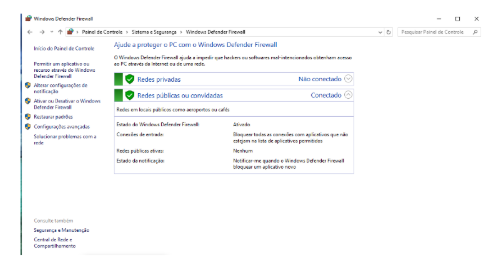 Windows Defender Firewall
Painel de Controle > Sistema e Segurança > Windows Defender Firewall
Pesquisar Painel de Controle
Início do Painel de Controle
Permitir um aplicativo ou
recurso através do Windows
Defender Firewall
Alterar configurações de
notificação
Ativar ou Desativar o Windows
Defender Firewall
Restaurar padrões
Configurações avançadas
Solucionar problemas com a
rede
Ajude a proteger o PC com o Windows Defender Firewall
O Windows Defender Firewall ajuda a impedir que hackers ou softwares mal-intencionados obtenham acesso
ao PC através da Internet ou de uma rede.
Redes privadas Não conectado
Redes públicas ou convidadas Conectado
Redes em locais públicos como aeroportos ou cafés
Estado do Windows Defender Firewall: Ativado
Conexões de entrada: Bloquear todas as conexões com aplicativos que não
estejam na lista de aplicativos permitidos
Redes públicas ativas: Nenhum
Estado da notificação: Notificar-me quando o Windows Defender Firewall
bloquear um aplicativo novo
Consulte também
Segurança e Manutenção
Central de Rede e
Compartilhamento